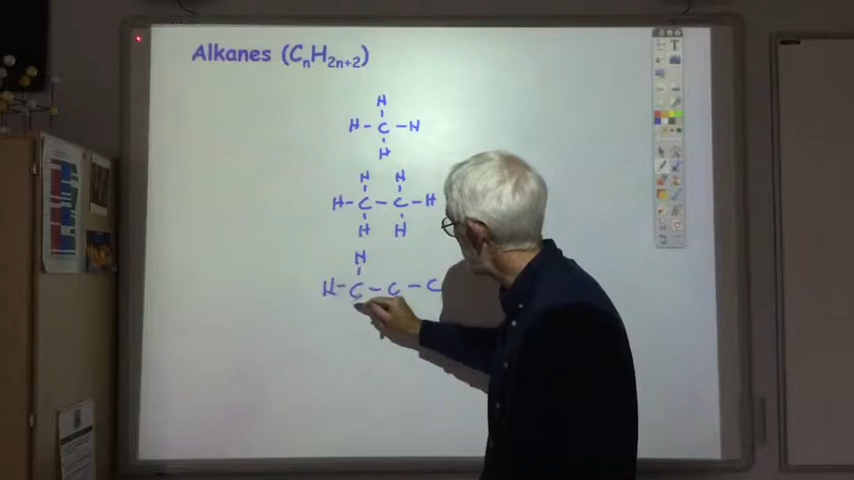 Alkanes (CnH2n+2)
H
H - C - H
H
H H
H - C - C - H
H H
H
H - C - C - C